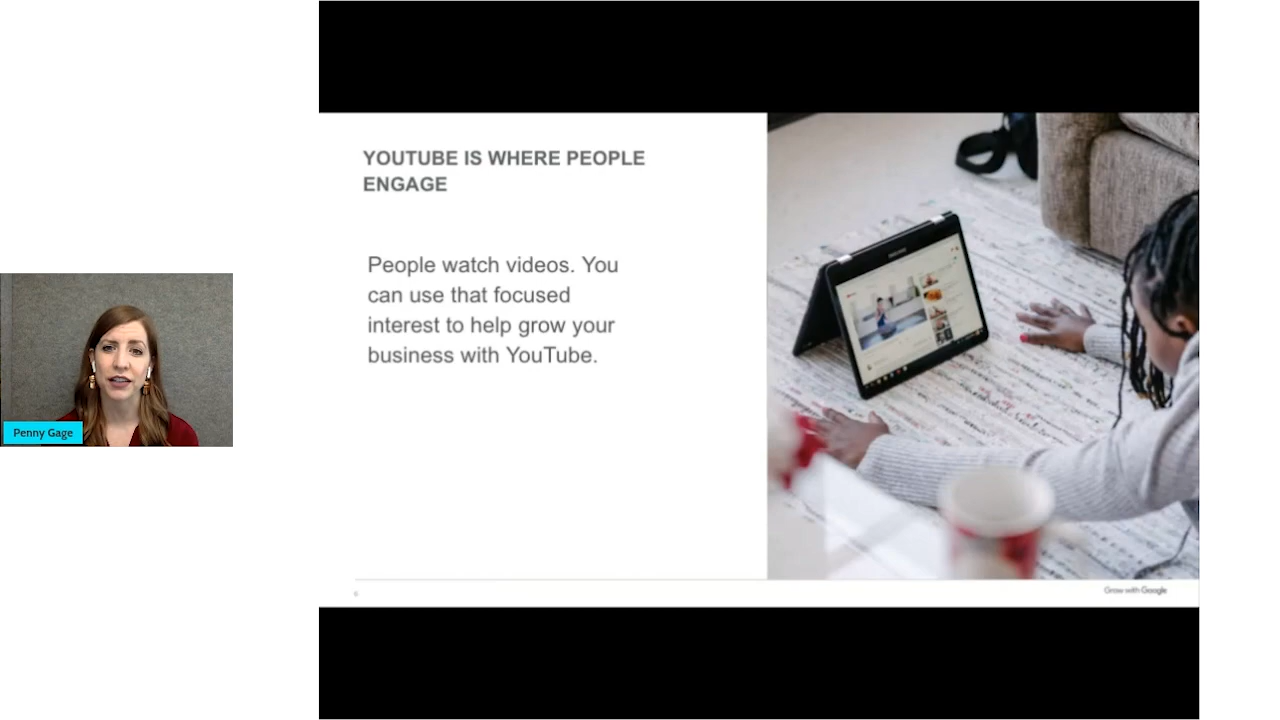 YOUTUBE IS WHERE PEOPLE
ENGAGE
People watch videos. You
can use that focused
interest to help grow your
business with YouTube.
Penny Gage
Grow with Google